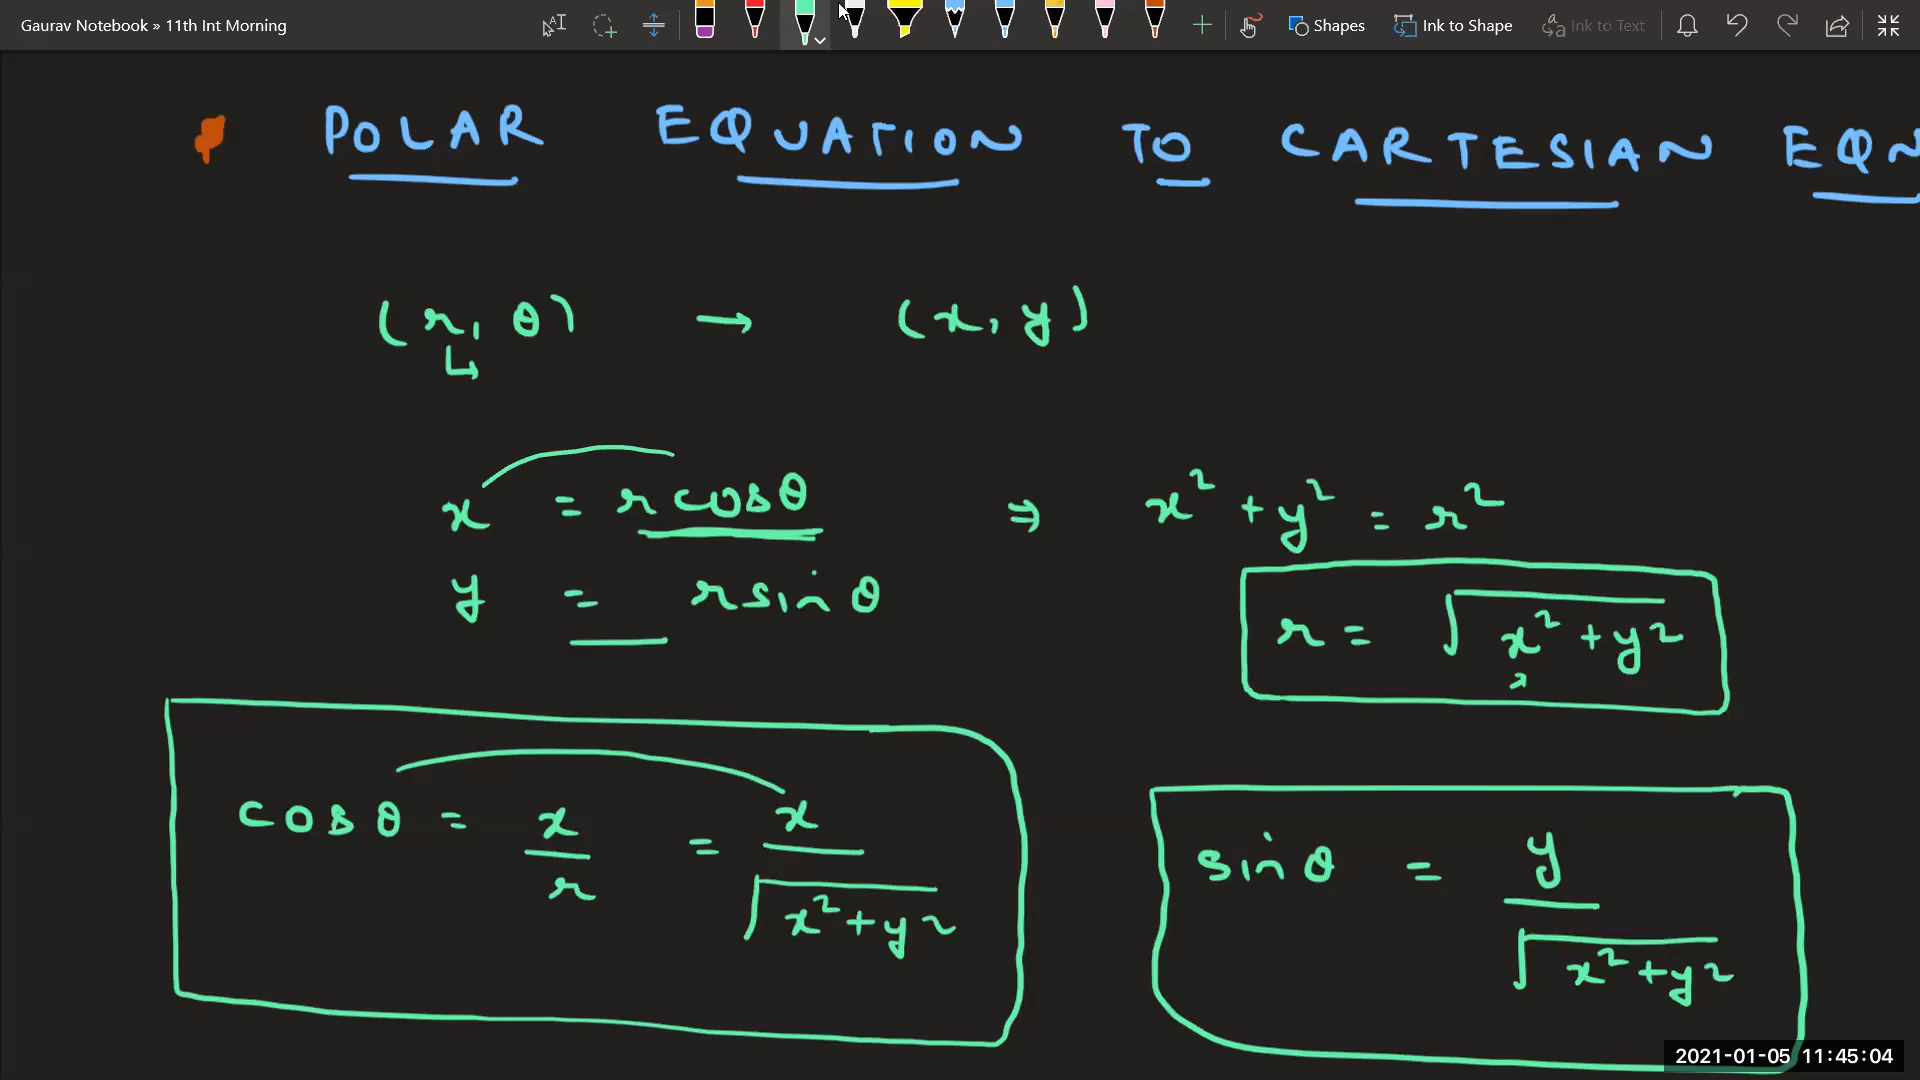 Gaurav Notebook » 11th Int Morning
Shapes
Ink to Shape
Ink to Text
POLAR EQUATION TO CARTESIAN EQN
(r, θ) → (x, y)
x = r cosθ ⇒ x² + y² = r²
y = r sin θ
r = √x² + y²
cos θ = x/r = x/√x² + y²
sin θ = y/√x² + y²
2021-01-05 11:45:04